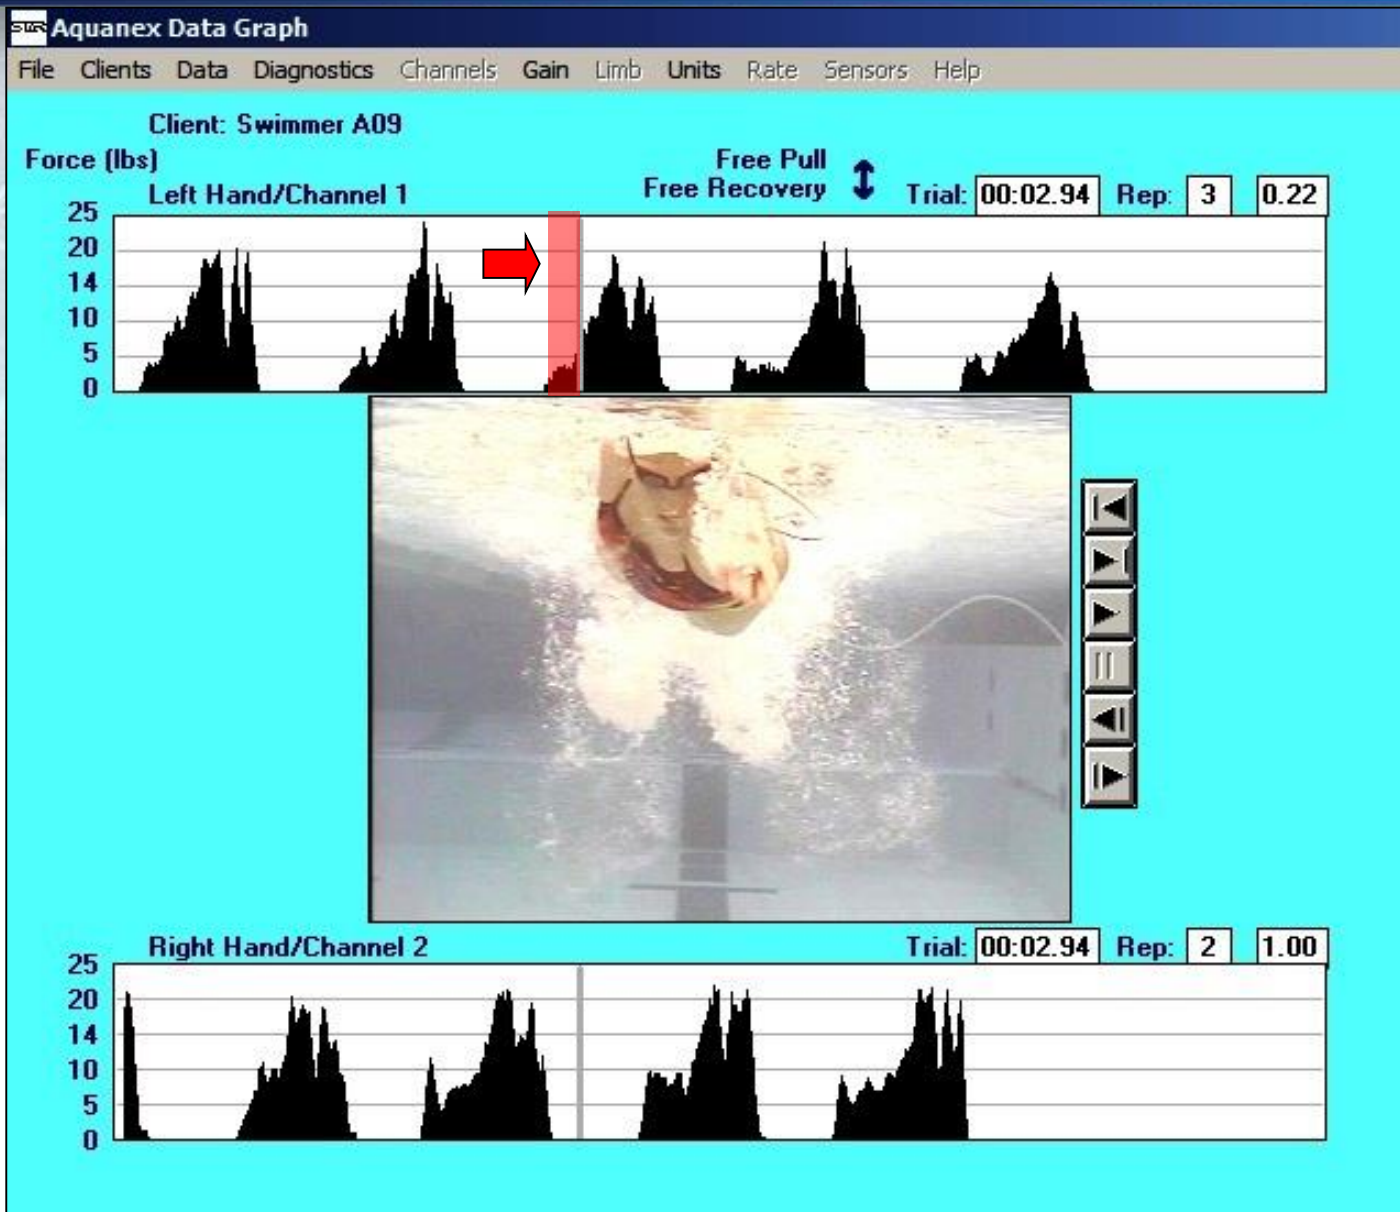 STR Aquanex Data Graph
File Clients Data Diagnostics Channels Gain Limb Units Rate Sensors Help
Client: Swimmer A09
Force (lbs)
Free Pull
Left Hand/Channel 1 Free Recovery Trial: 00:02.94 Rep: 3 0.22
25
20
14
10
5
0
Right Hand/Channel 2 Trial: 00:02.94 Rep: 2 1.00
25
20
14
10
5
0